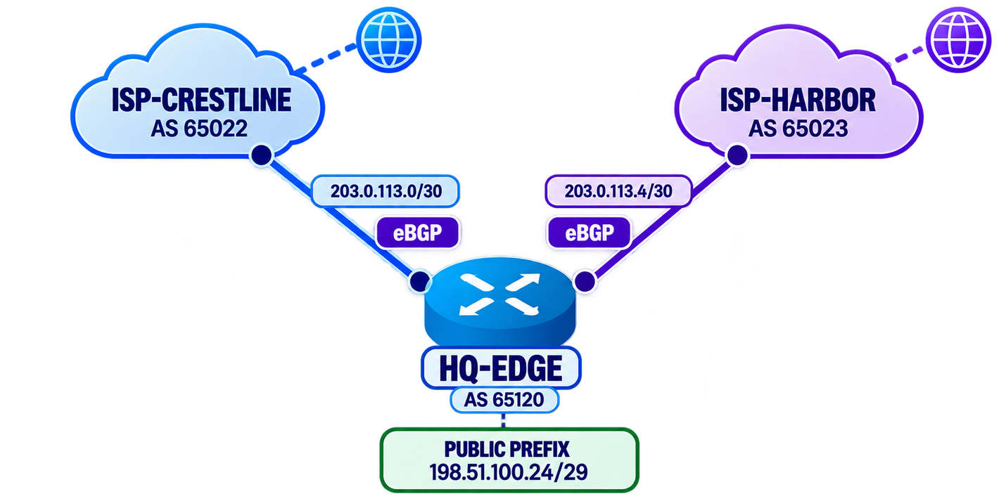 ISP-CRESTLINE
AS 65022
ISP-HARBOR
AS 65023
203.0.113.0/30
203.0.113.4/30
eBGP
eBGP
HQ-EDGE
AS 65120
PUBLIC PREFIX
198.51.100.24/29